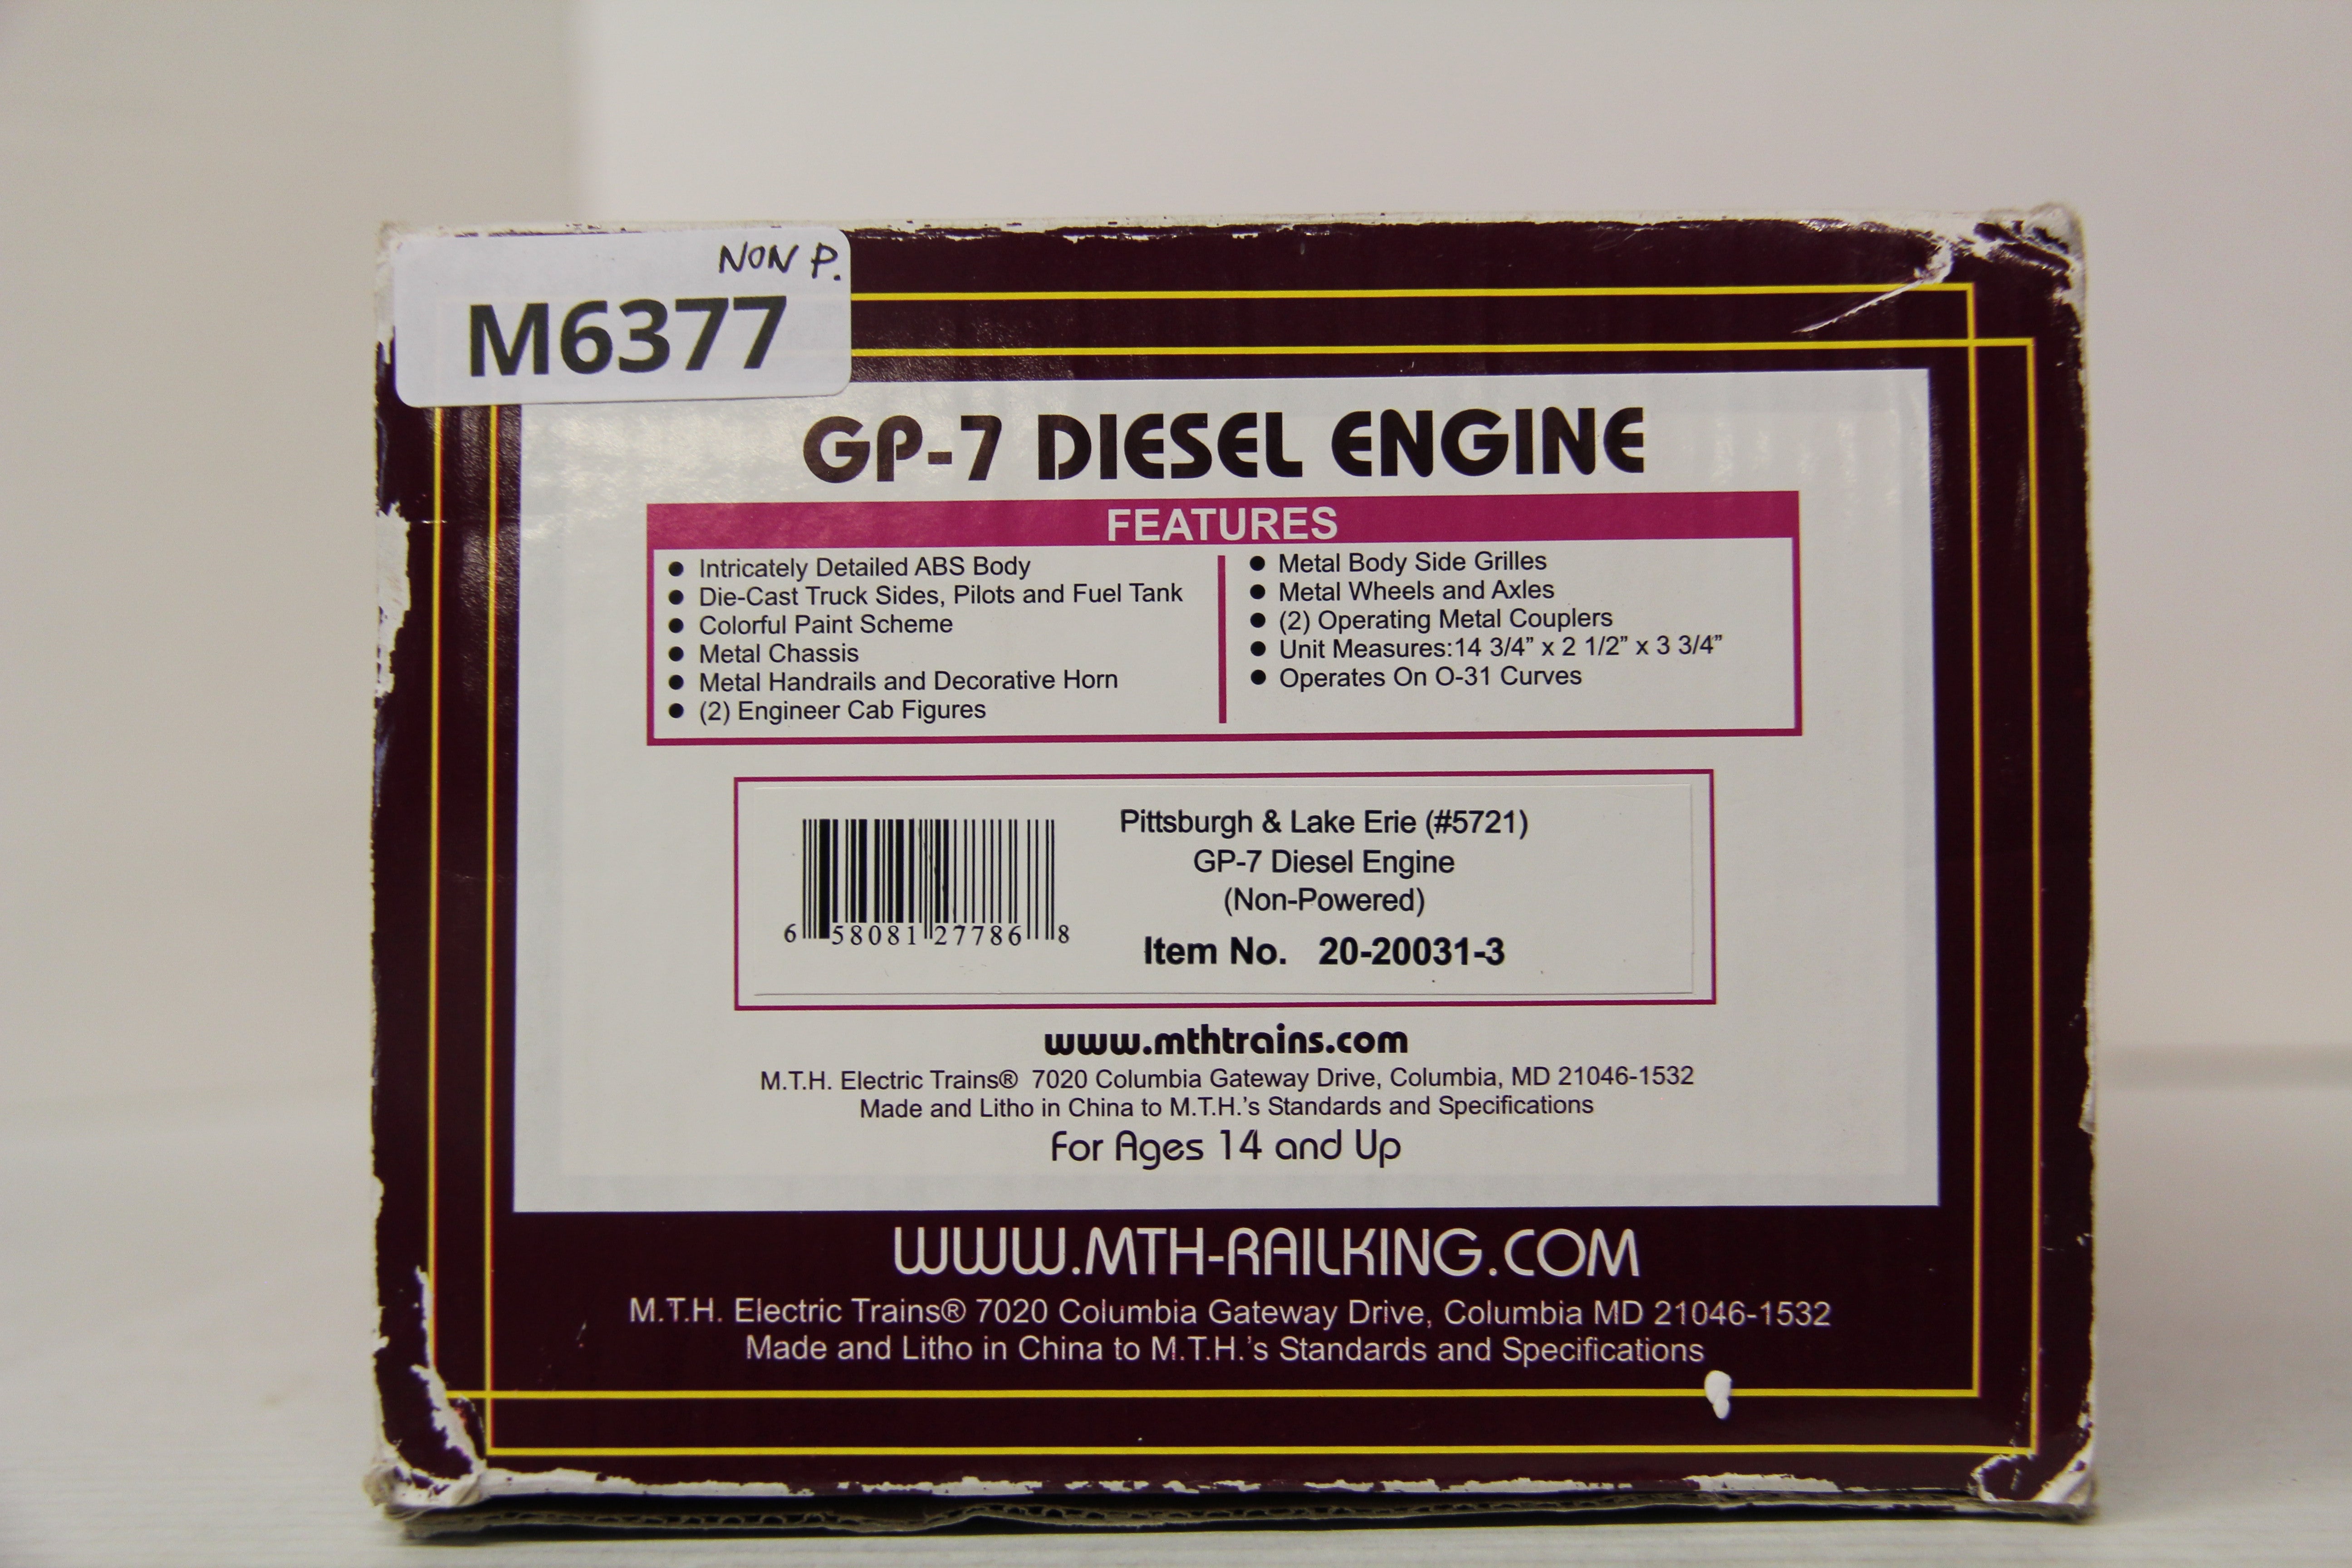 NON P.
M6377
GP-7 DIESEL ENGINE
FEATURES
● Intricately Detailed ABS Body
● Die-Cast Truck Sides, Pilots and Fuel Tank
● Colorful Paint Scheme
● Metal Chassis
● Metal Handrails and Decorative Horn
● (2) Engineer Cab Figures
● Metal Body Side Grilles
● Metal Wheels and Axles
● (2) Operating Metal Couplers
● Unit Measures:14 3/4” x 2 1/2” x 3 3/4”
● Operates On O-31 Curves
6 58081 27786 8
Pittsburgh & Lake Erie (#5721)
GP-7 Diesel Engine
(Non-Powered)
Item No. 20-20031-3
www.mthtrains.com
M.T.H. Electric Trains® 7020 Columbia Gateway Drive, Columbia, MD 21046-1532
Made and Litho in China to M.T.H.’s Standards and Specifications
For Ages 14 and Up
WWW.MTH-RAILKING.COM
M.T.H. Electric Trains® 7020 Columbia Gateway Drive, Columbia MD 21046-1532
Made and Litho in China to M.T.H.’s Standards and Specifications